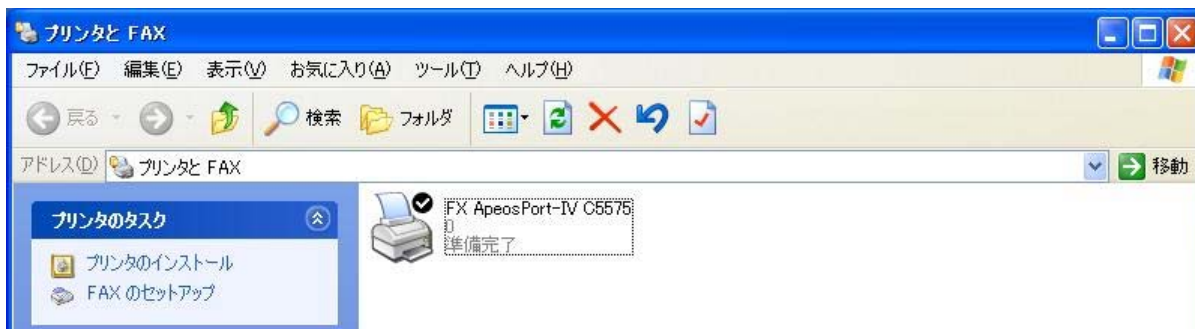 プリンタと FAX
ファイル(F) 編集(E) 表示(V) お気に入り(A) ツール(T) ヘルプ(H)
戻る 検索 フォルダ
アドレス(D) プリンタと FAX 移動
プリンタのタスク
プリンタのインストール
FAX のセットアップ
FX ApeosPort-IV C5575
0
準備完了